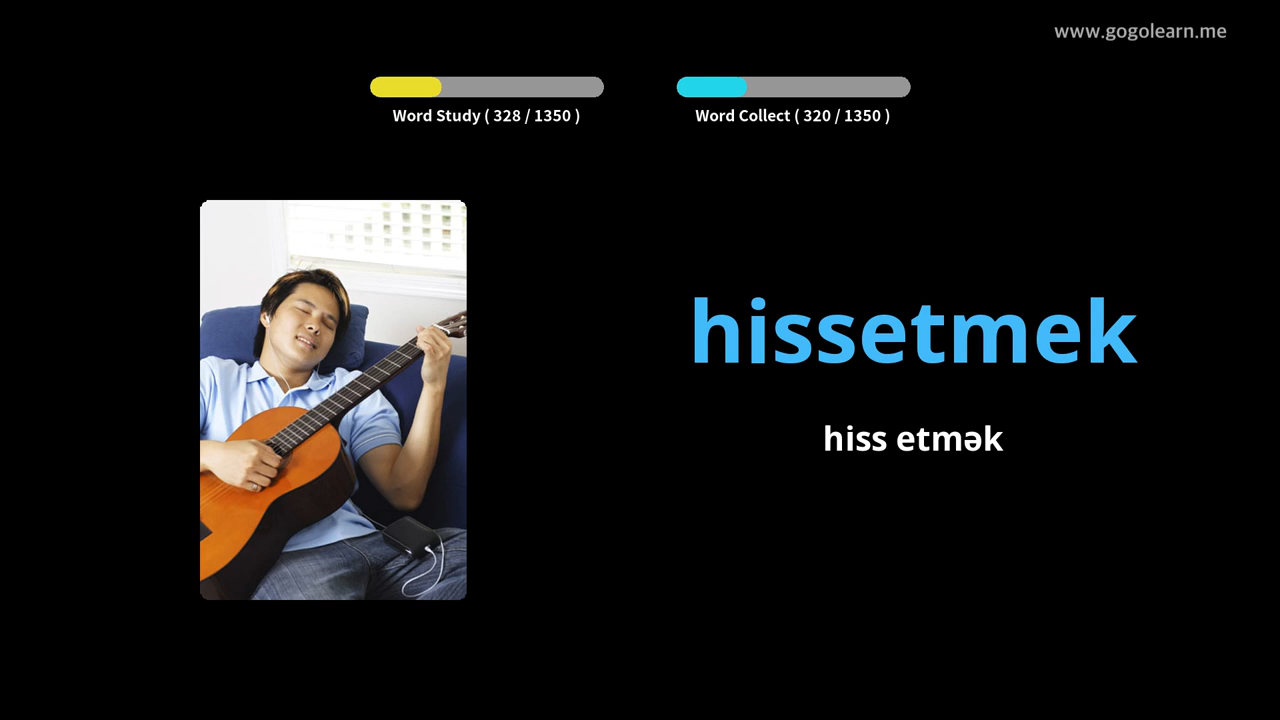 www.gogolearn.me
Word Study ( 328 / 1350 )
Word Collect ( 320 / 1350 )
hissetmek
hiss etmək